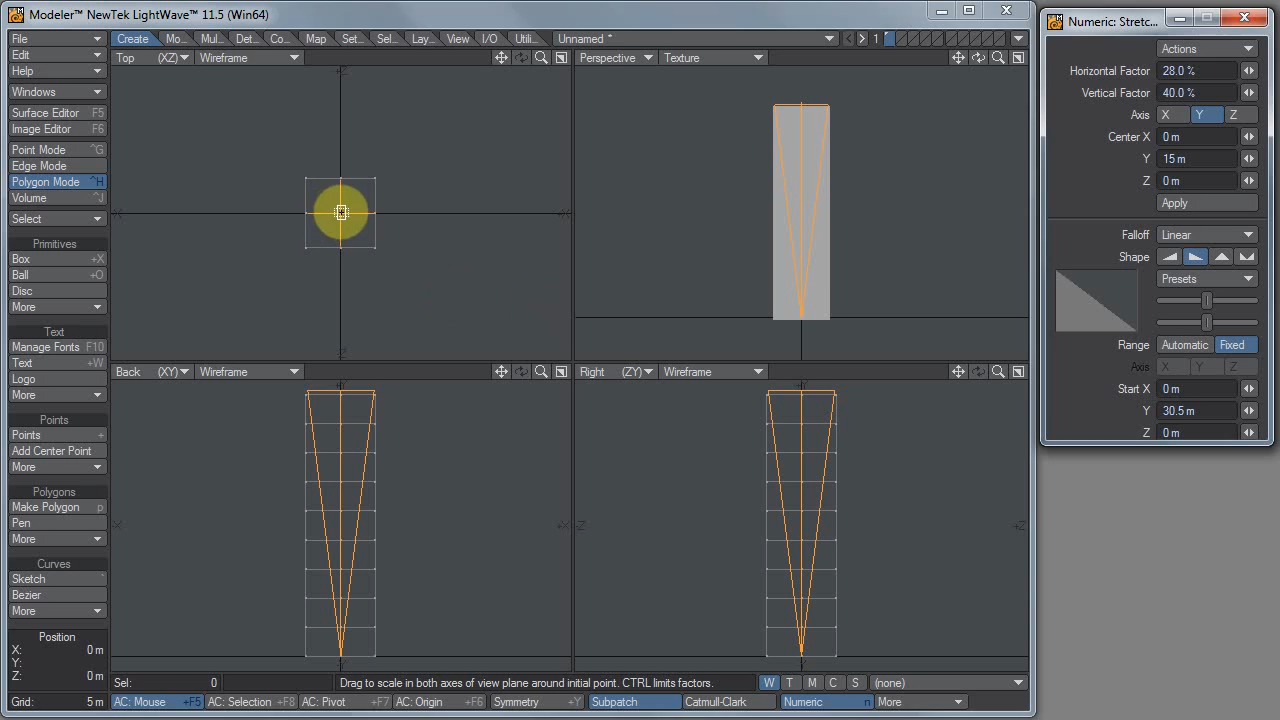 Modeler™ NewTek LightWave™ 11.5 (Win64)
File
Edit
Help
Windows
Surface Editor F5
Image Editor F6
Point Mode ^G
Edge Mode
Polygon Mode ^H
Volume ^J
Select
Primitives
Box +X
Ball +O
Disc
More
Text
Manage Fonts F10
Text +W
Logo
More
Points
Points +
Add Center Point
More
Polygons
Make Polygon p
Pen
More
Curves
Sketch `
Bezier
More
Position
X: 0 m
Y:
Z: 0 m
Grid: 5 m
Create Mo... Mul... Det... Co... Map Set... Sel... Lay... View I/O Utili... Unnamed * 1
Top (XZ) Wireframe
Perspective Texture
Back (XY) Wireframe
Right (ZY) Wireframe
Sel: 0 Drag to scale in both axes of view plane around initial point. CTRL limits factors. W T M C S (none)
AC: Mouse +F5 AC: Selection +F8 AC: Pivot +F7 AC: Origin +F6 Symmetry +Y Subpatch Catmull-Clark Numeric n More
Numeric: Stretc...
Actions
Horizontal Factor 28.0 %
Vertical Factor 40.0 %
Axis X Y Z
Center X 0 m
Y 15 m
Z 0 m
Apply
Falloff Linear
Shape
Presets
Range Automatic Fixed
Axis X Y Z
Start X 0 m
Y 30.5 m
Z 0 m